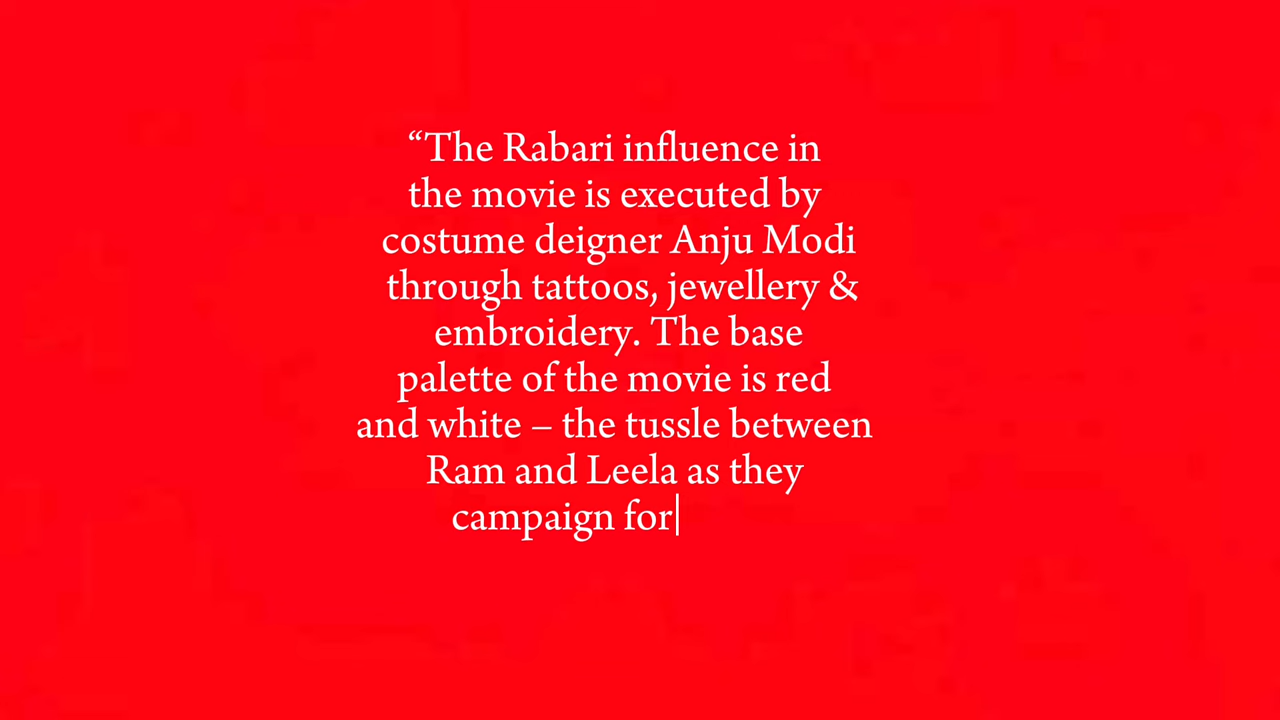 “The Rabari influence in
the movie is executed by
costume deigner Anju Modi
through tattoos, jewellery &
embroidery. The base
palette of the movie is red
and white – the tussle between
Ram and Leela as they
campaign for